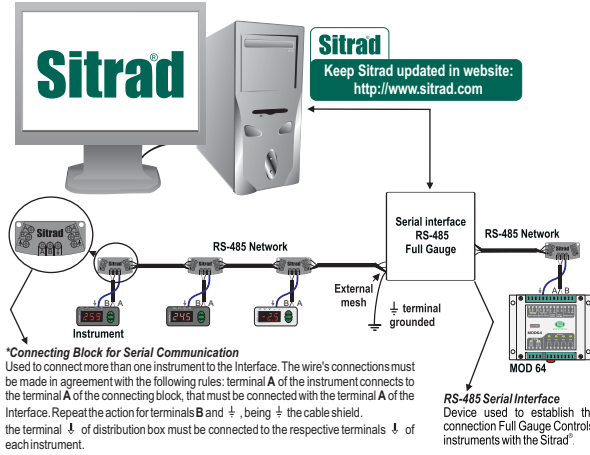 Sitrad®
Sitrad
Keep Sitrad updated in website:
http://www.sitrad.com
Sitrad
RS-485 Network
Sitrad
Sitrad
Sitrad
Serial interface
RS-485
Full Gauge
RS-485 Network
Sitrad
⏚ B A
⏚ B A
⏚ B A
Instrument
External
mesh
⏚ terminal
grounded
⏚ A B
MOD 64
*Connecting Block for Serial Communication
Used to connect more than one instrument to the Interface. The wire's connections must
be made in agreement with the following rules: terminal A of the instrument connects to
the terminal A of the connecting block, that must be connected with the terminal A of the
Interface. Repeat the action for terminals B and ⏚ , being ⏚ the cable shield.
the terminal ↓ of distribution box must be connected to the respective terminals ↓ of
each instrument.
RS-485 Serial Interface
Device used to establish the
connection Full Gauge Controls
instruments with the Sitrad®.